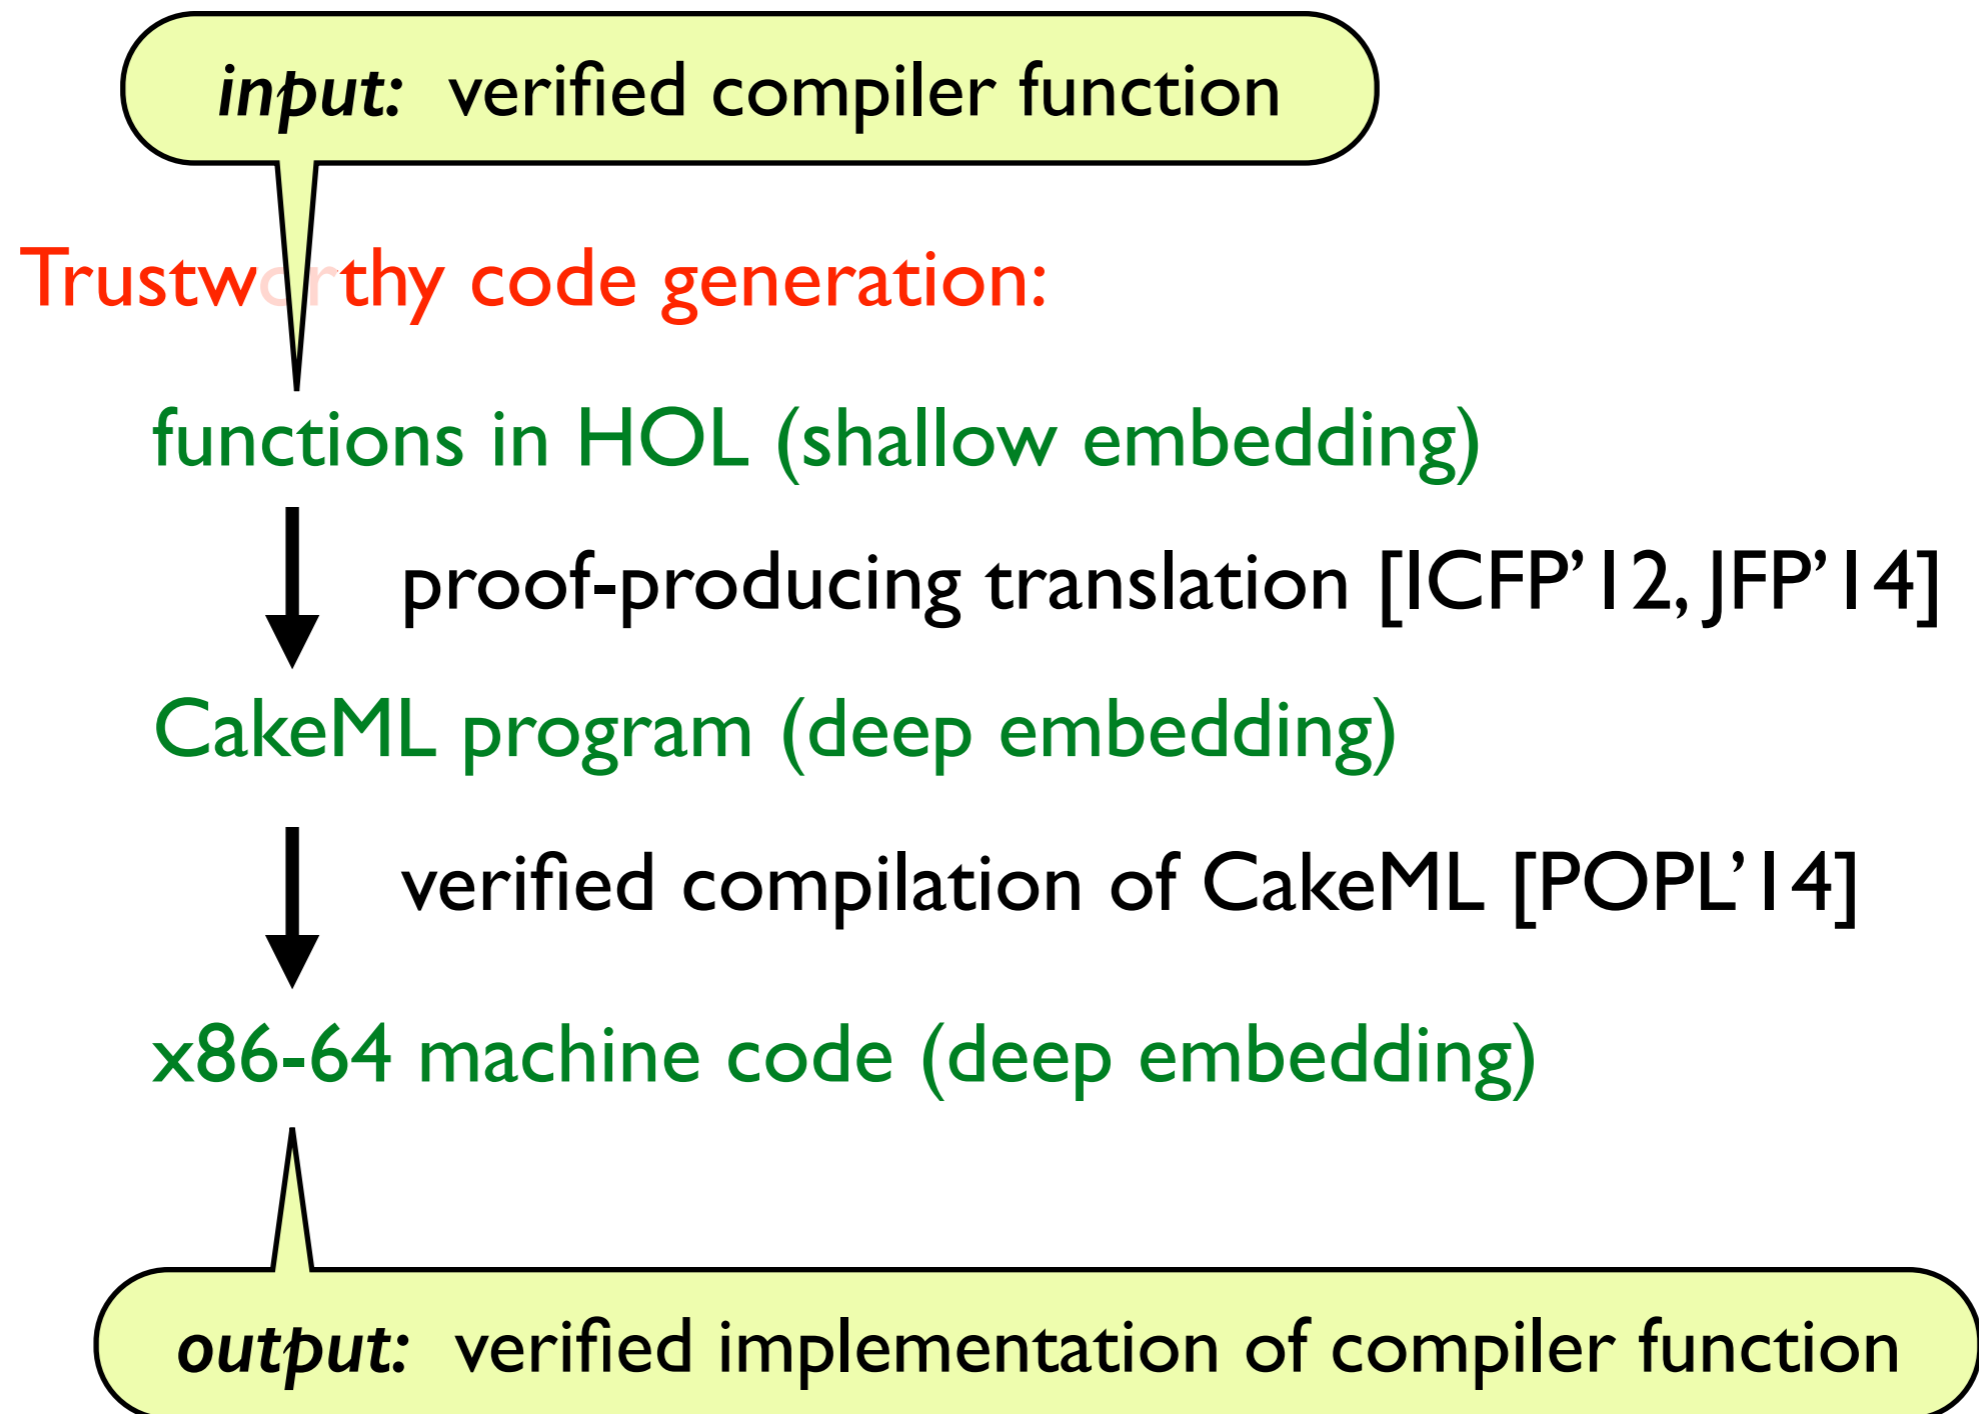 input: verified compiler function
Trustworthy code generation:
functions in HOL (shallow embedding)
proof-producing translation [ICFP’12, JFP’14]
CakeML program (deep embedding)
verified compilation of CakeML [POPL’14]
x86-64 machine code (deep embedding)
output: verified implementation of compiler function